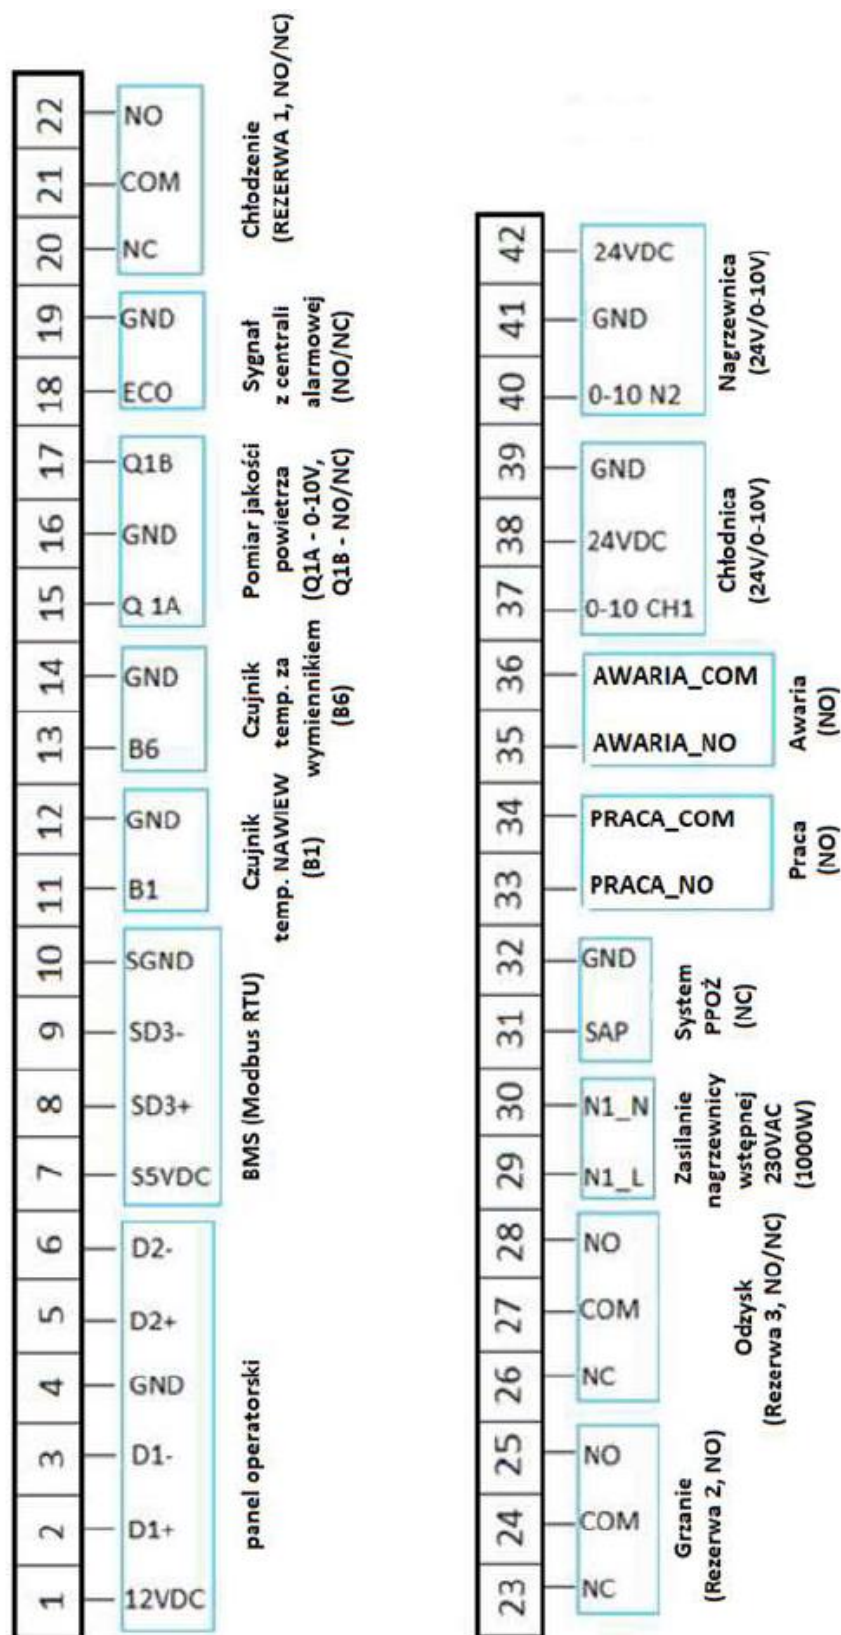 22 NO
21 COM
20 NC
Chłodzenie
(REZERWA 1, NO/NC)
19 GND
18 ECO
Sygnał
z centrali
alarmowej
(NO/NC)
17 Q1B
16 GND
15 Q 1A
Pomiar jakości
powietrza
(Q1A - 0-10V,
Q1B - NO/NC)
14 GND
13 B6
Czujnik
temp. za
wymiennikiem
(B6)
12 GND
11 B1
Czujnik
temp. NAWIEW
(B1)
10 SGND
9 SD3-
8 SD3+
7 S5VDC
BMS (Modbus RTU)
6 D2-
5 D2+
4 GND
3 D1-
2 D1+
1 12VDC
panel operatorski
42 24VDC
41 GND
40 0-10 N2
Nagrzewnica
(24V/0-10V)
39 GND
38 24VDC
37 0-10 CH1
Chłodnica
(24V/0-10V)
36 AWARIA_COM
35 AWARIA_NO
Awaria
(NO)
34 PRACA_COM
33 PRACA_NO
Praca
(NO)
32 GND
31 SAP
System
PPOŻ
(NC)
30 N1_N
29 N1_L
Zasilanie
nagrzewnicy
wstępnej
230VAC
(1000W)
28 NO
27 COM
26 NC
Odzysk
(Rezerwa 3, NO/NC)
25 NO
24 COM
23 NC
Grzanie
(Rezerwa 2, NO)